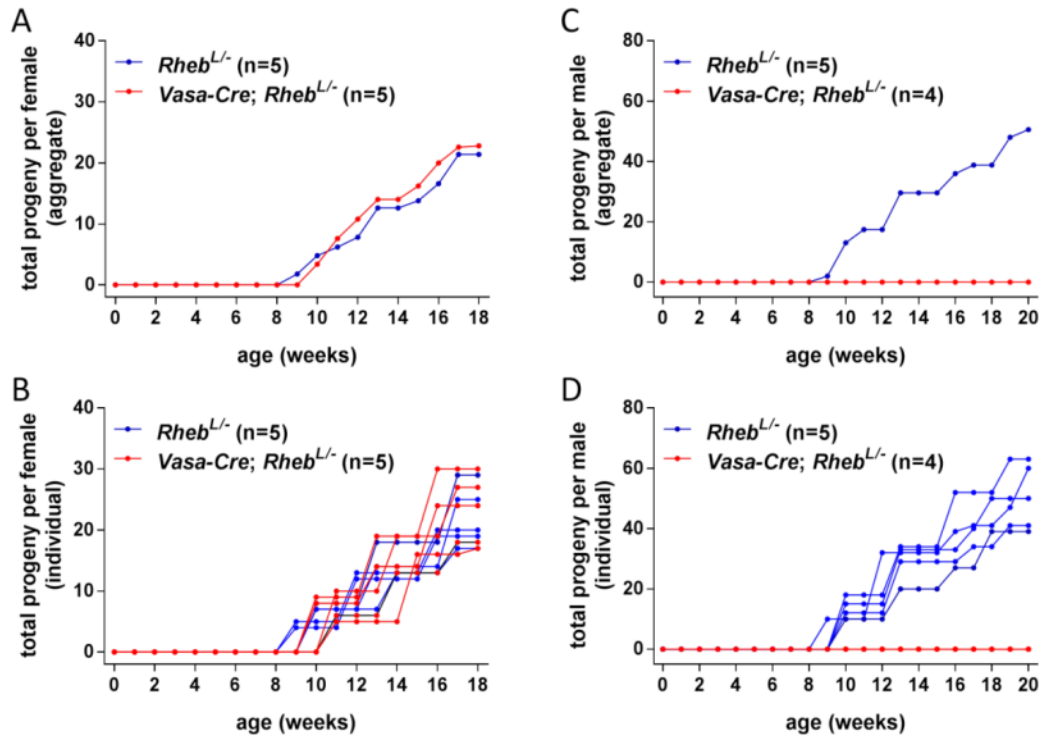 A
total progeny per female
(aggregate)
40
30
20
10
0
Rheb^L/- (n=5)
Vasa-Cre; Rheb^L/- (n=5)
0 2 4 6 8 10 12 14 16 18
age (weeks)
C
total progeny per male
(aggregate)
80
60
40
20
0
Rheb^L/- (n=5)
Vasa-Cre; Rheb^L/- (n=4)
0 2 4 6 8 10 12 14 16 18 20
age (weeks)
B
total progeny per female
(individual)
40
30
20
10
0
Rheb^L/- (n=5)
Vasa-Cre; Rheb^L/- (n=5)
0 2 4 6 8 10 12 14 16 18
age (weeks)
D
total progeny per male
(individual)
80
60
40
20
0
Rheb^L/- (n=5)
Vasa-Cre; Rheb^L/- (n=4)
0 2 4 6 8 10 12 14 16 18 20
age (weeks)